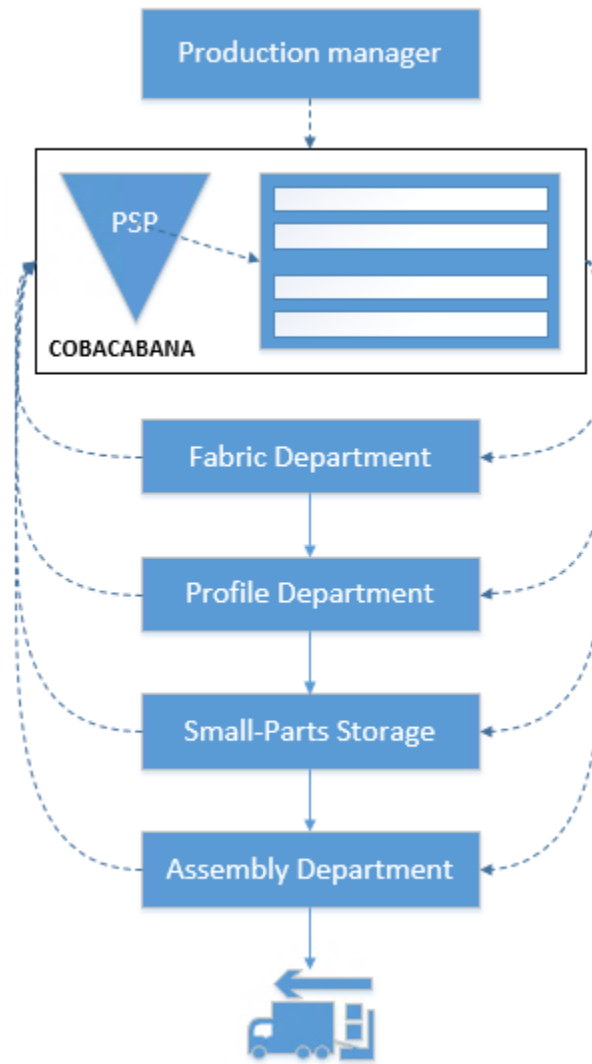 Production manager
PSP
COBACABANA
Fabric Department
Profile Department
Small-Parts Storage
Assembly Department